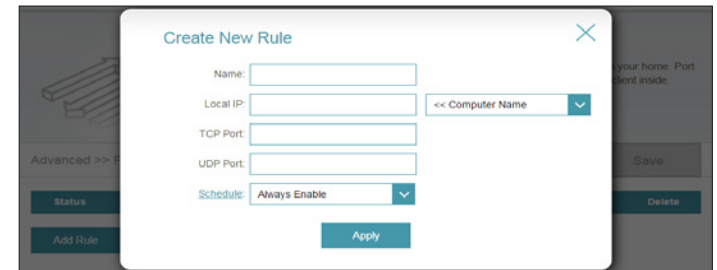 Create New Rule
Name:
your home. Port
Local IP:
<< Computer Name
client inside.
TCP Port:
Advanced >> P
UDP Port:
Save
Status
Schedule:
Always Enable
Delete
Add Rule
Apply